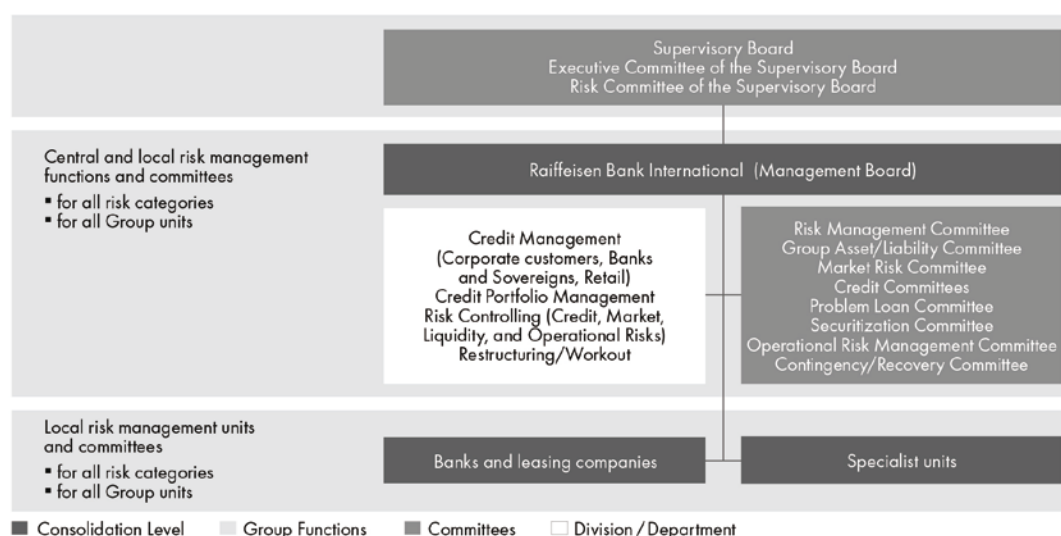 Supervisory Board
Executive Committee of the Supervisory Board
Risk Committee of the Supervisory Board
Central and local risk management
functions and committees
▪ for all risk categories
▪ for all Group units
Raiffeisen Bank International (Management Board)
Credit Management
(Corporate customers, Banks
and Sovereigns, Retail)
Credit Portfolio Management
Risk Controlling (Credit, Market,
Liquidity, and Operational Risks)
Restructuring/Workout
Risk Management Committee
Group Asset/Liability Committee
Market Risk Committee
Credit Committees
Problem Loan Committee
Securitization Committee
Operational Risk Management Committee
Contingency/Recovery Committee
Local risk management units
and committees
▪ for all risk categories
▪ for all Group units
Banks and leasing companies
Specialist units
Consolidation Level
Group Functions
Committees
Division / Department